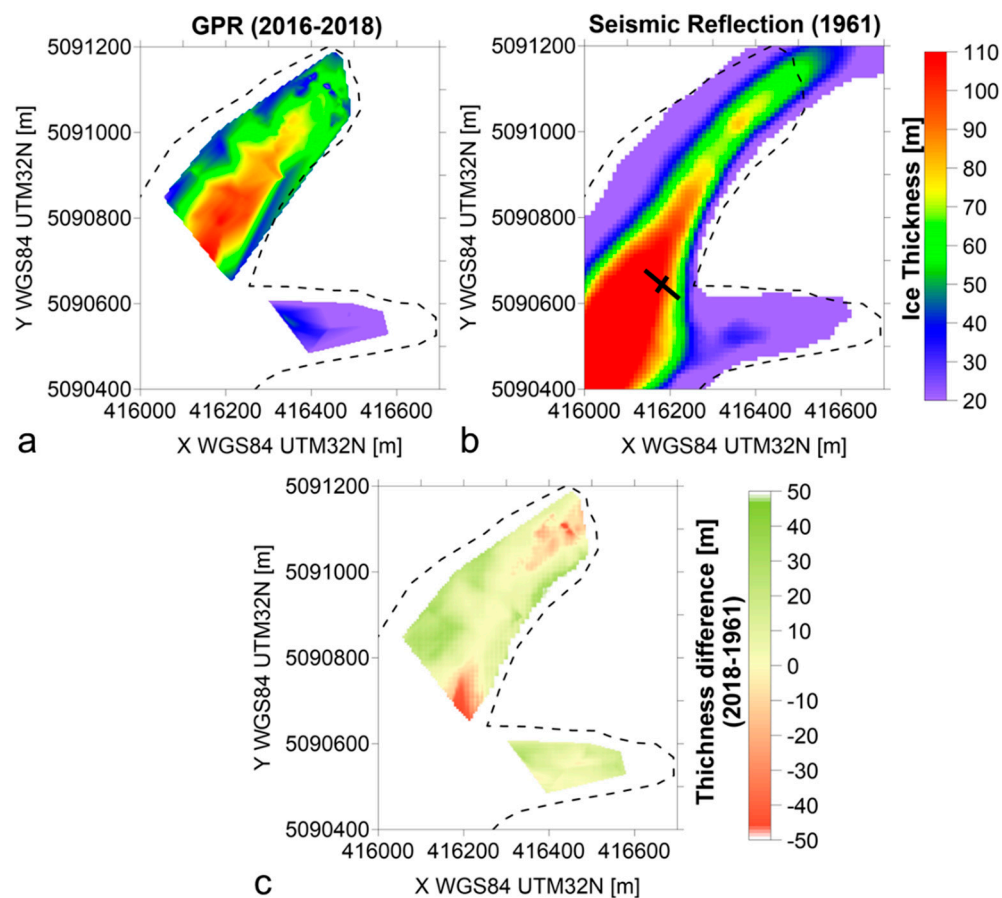 GPR (2016-2018)
5091200
5091000
5090800
5090600
5090400
Y WGS84 UTM32N [m]
416000 416200 416400 416600
X WGS84 UTM32N [m]
a
Seismic Reflection (1961)
5091200
5091000
5090800
5090600
5090400
Y WGS84 UTM32N [m]
416000 416200 416400 416600
X WGS84 UTM32N [m]
b
110
100
90
80
70
60
50
40
30
20
Ice Thickness [m]
5091200
5091000
5090800
5090600
5090400
Y WGS84 UTM32N [m]
416000 416200 416400 416600
X WGS84 UTM32N [m]
c
50
40
30
20
10
0
-10
-20
-30
-40
-50
Thichness difference [m]
(2018-1961)